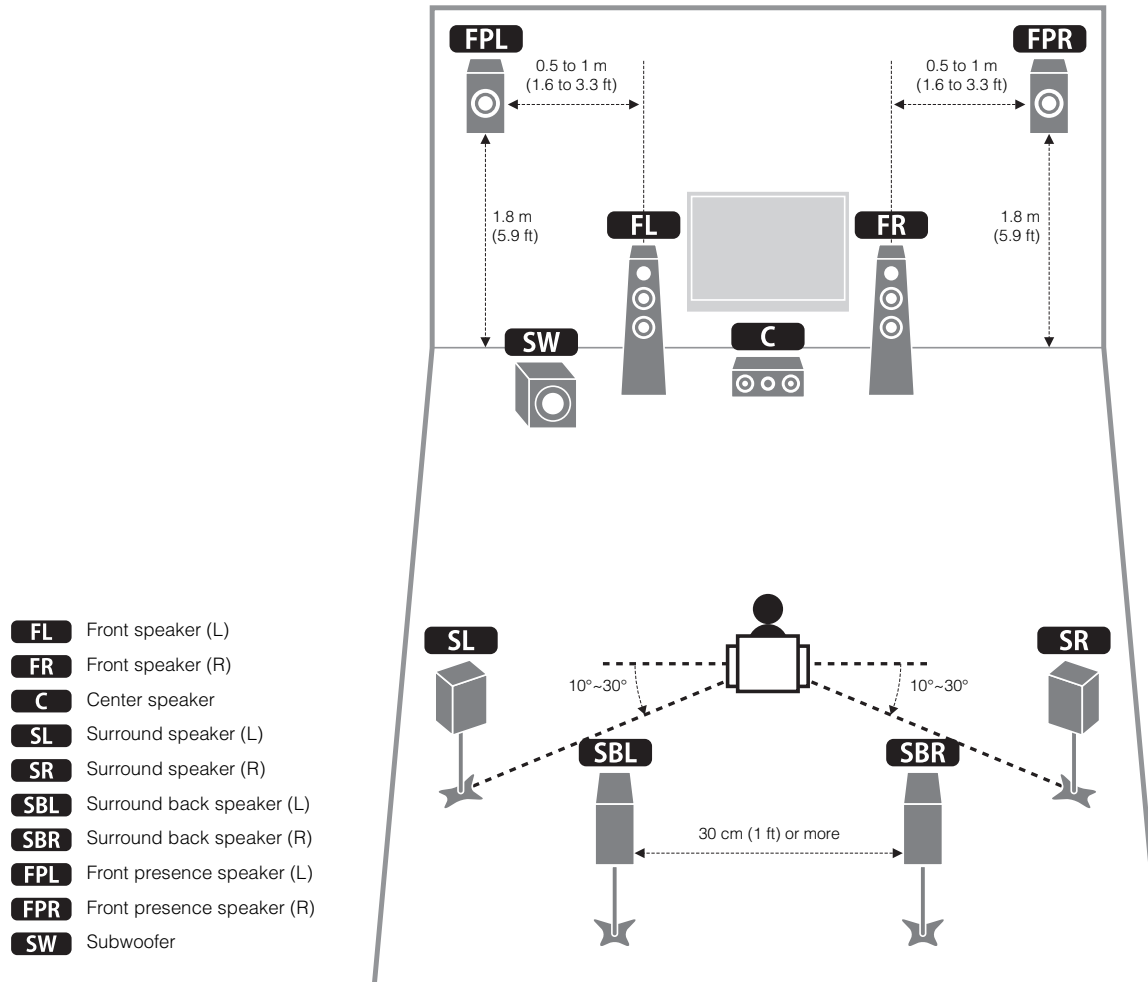 FPL
FPR
0.5 to 1 m
(1.6 to 3.3 ft)
0.5 to 1 m
(1.6 to 3.3 ft)
1.8 m
(5.9 ft)
FL
FR
1.8 m
(5.9 ft)
SW
C
FL Front speaker (L)
FR Front speaker (R)
C Center speaker
SL Surround speaker (L)
SR Surround speaker (R)
SBL Surround back speaker (L)
SBR Surround back speaker (R)
FPL Front presence speaker (L)
FPR Front presence speaker (R)
SW Subwoofer
SL
SR
10°~30°
10°~30°
SBL
SBR
30 cm (1 ft) or more